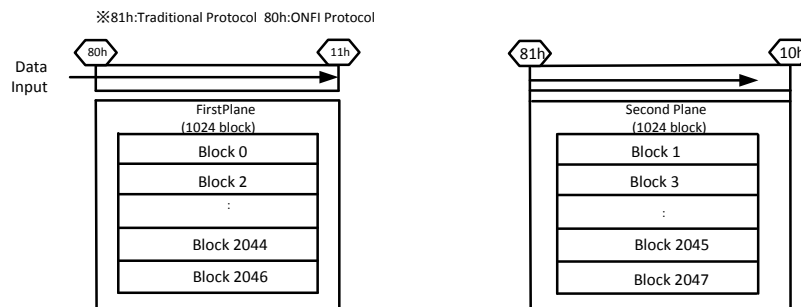 ※81h:Traditional Protocol 80h:ONFI Protocol
80h
11h
Data
Input
FirstPlane
(1024 block)
Block 0
Block 2
:
Block 2044
Block 2046
81h
10h
Second Plane
(1024 block)
Block 1
Block 3
:
Block 2045
Block 2047